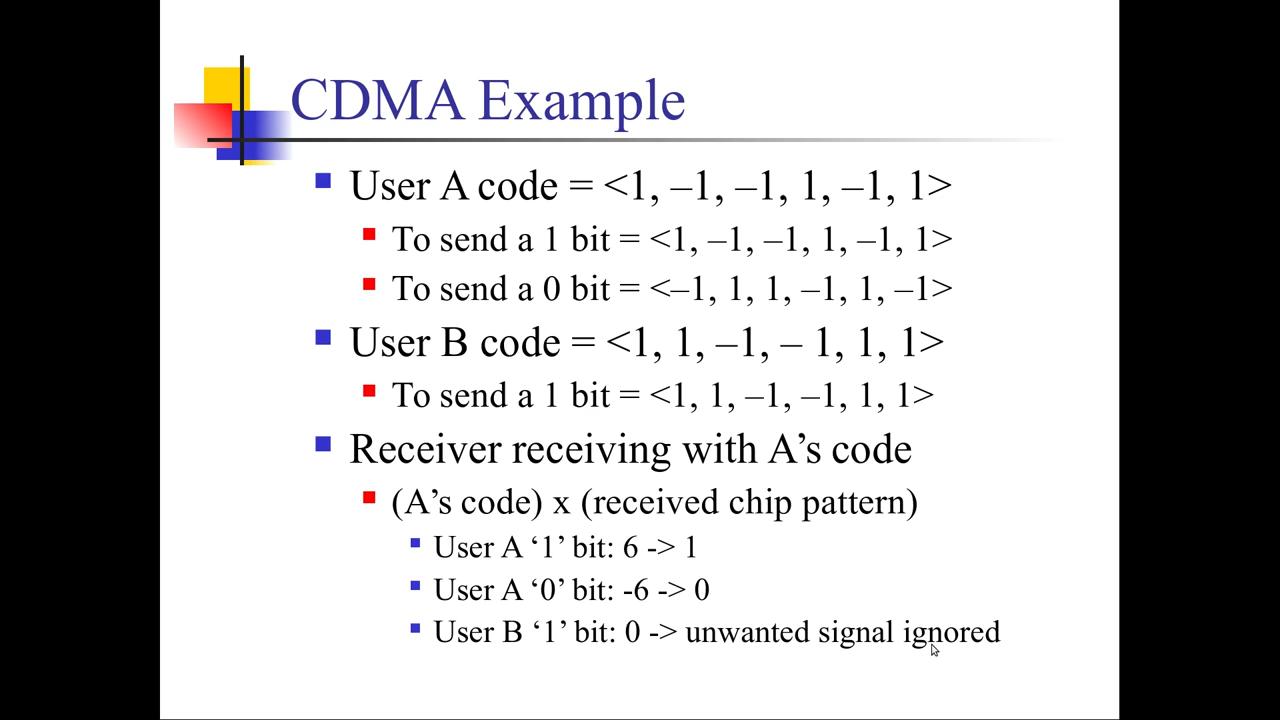 CDMA Example
User A code = <1, –1, –1, 1, –1, 1>
To send a 1 bit = <1, –1, –1, 1, –1, 1>
To send a 0 bit = <–1, 1, 1, –1, 1, –1>
User B code = <1, 1, –1, – 1, 1, 1>
To send a 1 bit = <1, 1, –1, –1, 1, 1>
Receiver receiving with A’s code
(A’s code) x (received chip pattern)
User A ‘1’ bit: 6 -> 1
User A ‘0’ bit: -6 -> 0
User B ‘1’ bit: 0 -> unwanted signal ignored